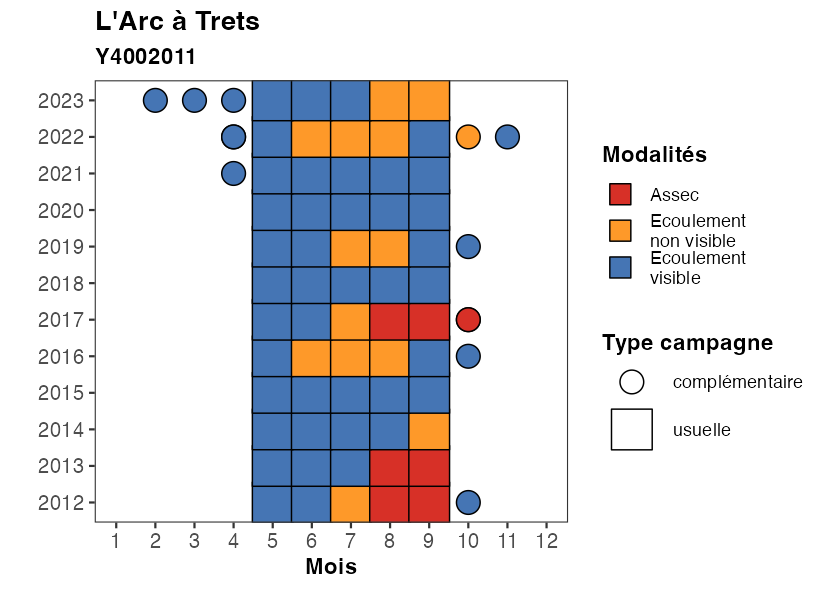 L'Arc à Trets
Y4002011
2023
2022
2021
2020
2019
2018
2017
2016
2015
2014
2013
2012
1 2 3 4 5 6 7 8 9 10 11 12
Mois
Modalités
Assec
Ecoulement
non visible
Ecoulement
visible
Type campagne
complémentaire
usuelle